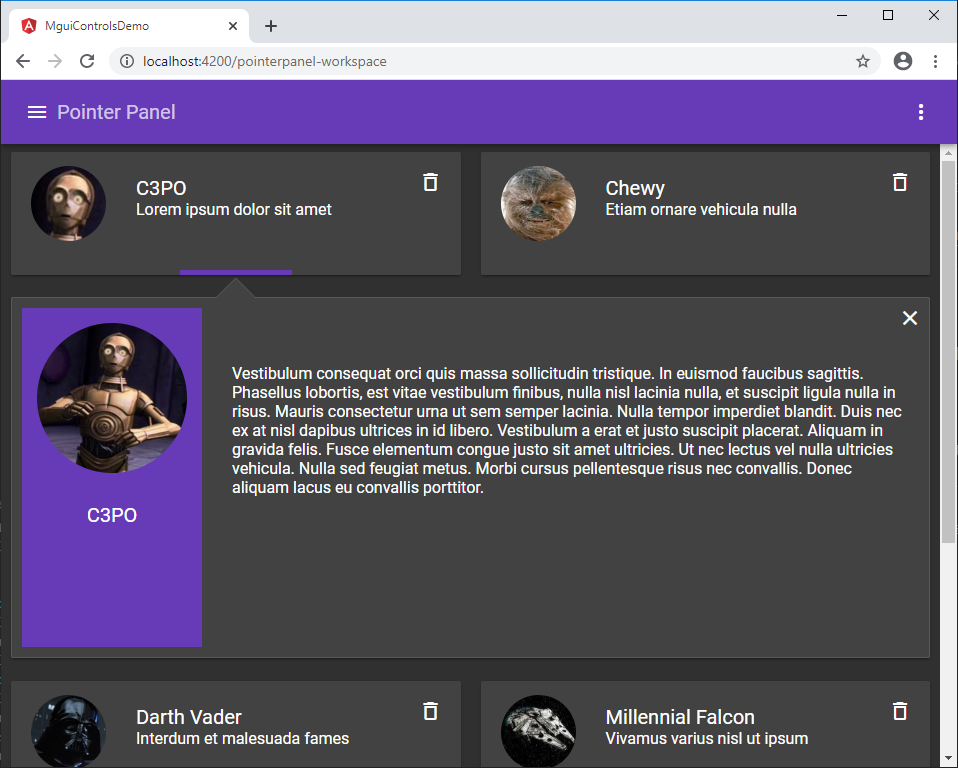 MguiControlsDemo
localhost:4200/pointerpanel-workspace
Pointer Panel
C3PO
Lorem ipsum dolor sit amet
Chewy
Etiam ornare vehicula nulla
C3PO
Vestibulum consequat orci quis massa sollicitudin tristique. In euismod faucibus sagittis.
Phasellus lobortis, est vitae vestibulum finibus, nulla nisl lacinia nulla, et suscipit ligula nulla in
risus. Mauris consectetur urna ut sem semper lacinia. Nulla tempor imperdiet blandit. Duis nec
ex at nisl dapibus ultrices in id libero. Vestibulum a erat et justo suscipit placerat. Aliquam in
gravida felis. Fusce elementum congue justo sit amet ultricies. Ut nec lectus vel nulla ultricies
vehicula. Nulla sed feugiat metus. Morbi cursus pellentesque risus nec convallis. Donec
aliquam lacus eu convallis porttitor.
Darth Vader
Interdum et malesuada fames
Millennial Falcon
Vivamus varius nisl ut ipsum